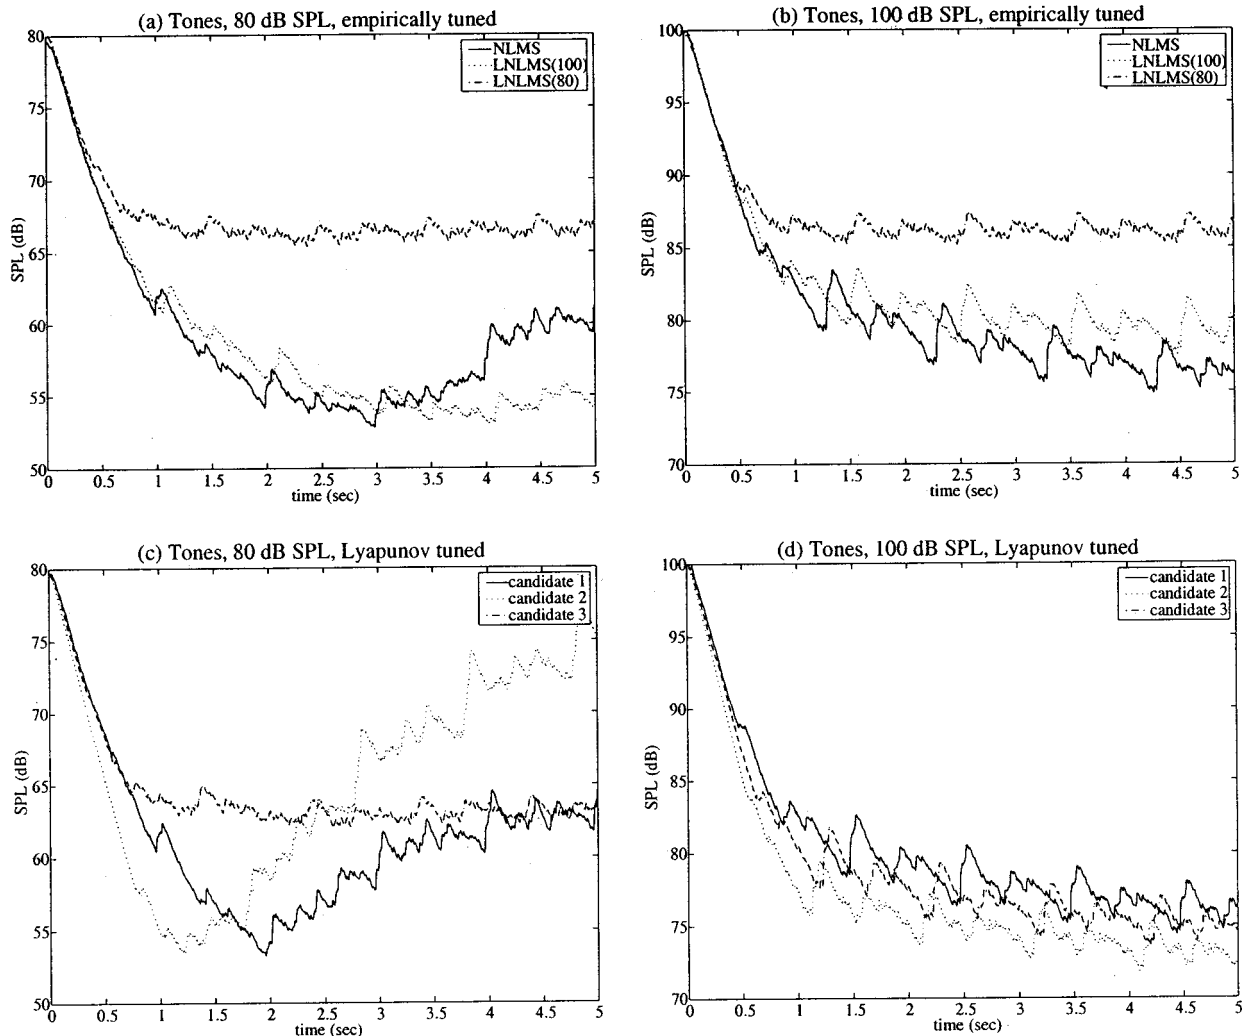 (a) Tones, 80 dB SPL, empirically tuned
NLMS
LNLMS(100)
LNLMS(80)
80
75
70
65
60
55
50
SPL (dB)
0 0.5 1 1.5 2 2.5 3 3.5 4 4.5 5
time (sec)
(b) Tones, 100 dB SPL, empirically tuned
NLMS
LNLMS(100)
LNLMS(80)
100
95
90
85
80
75
70
SPL (dB)
0 0.5 1 1.5 2 2.5 3 3.5 4 4.5 5
time (sec)
(c) Tones, 80 dB SPL, Lyapunov tuned
candidate 1
candidate 2
candidate 3
80
75
70
65
60
55
50
SPL (dB)
0 0.5 1 1.5 2 2.5 3 3.5 4 4.5 5
time (sec)
(d) Tones, 100 dB SPL, Lyapunov tuned
candidate 1
candidate 2
candidate 3
100
95
90
85
80
75
70
SPL (dB)
0 0.5 1 1.5 2 2.5 3 3.5 4 4.5 5
time (sec)